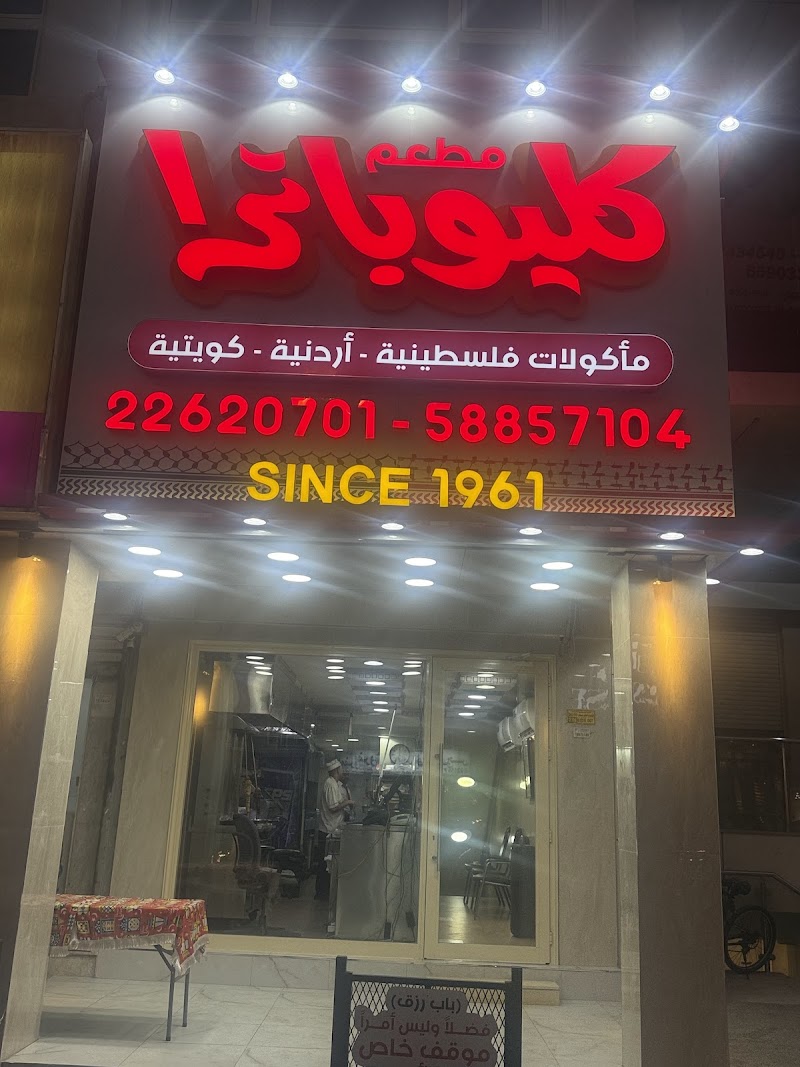 مطعم
كليوباترا
مأكولات فلسطينية - أردنية - كويتية
22620701 - 58857104
SINCE 1961
(باب رزق)
فضلاً وليس أمراً
موقف خاص